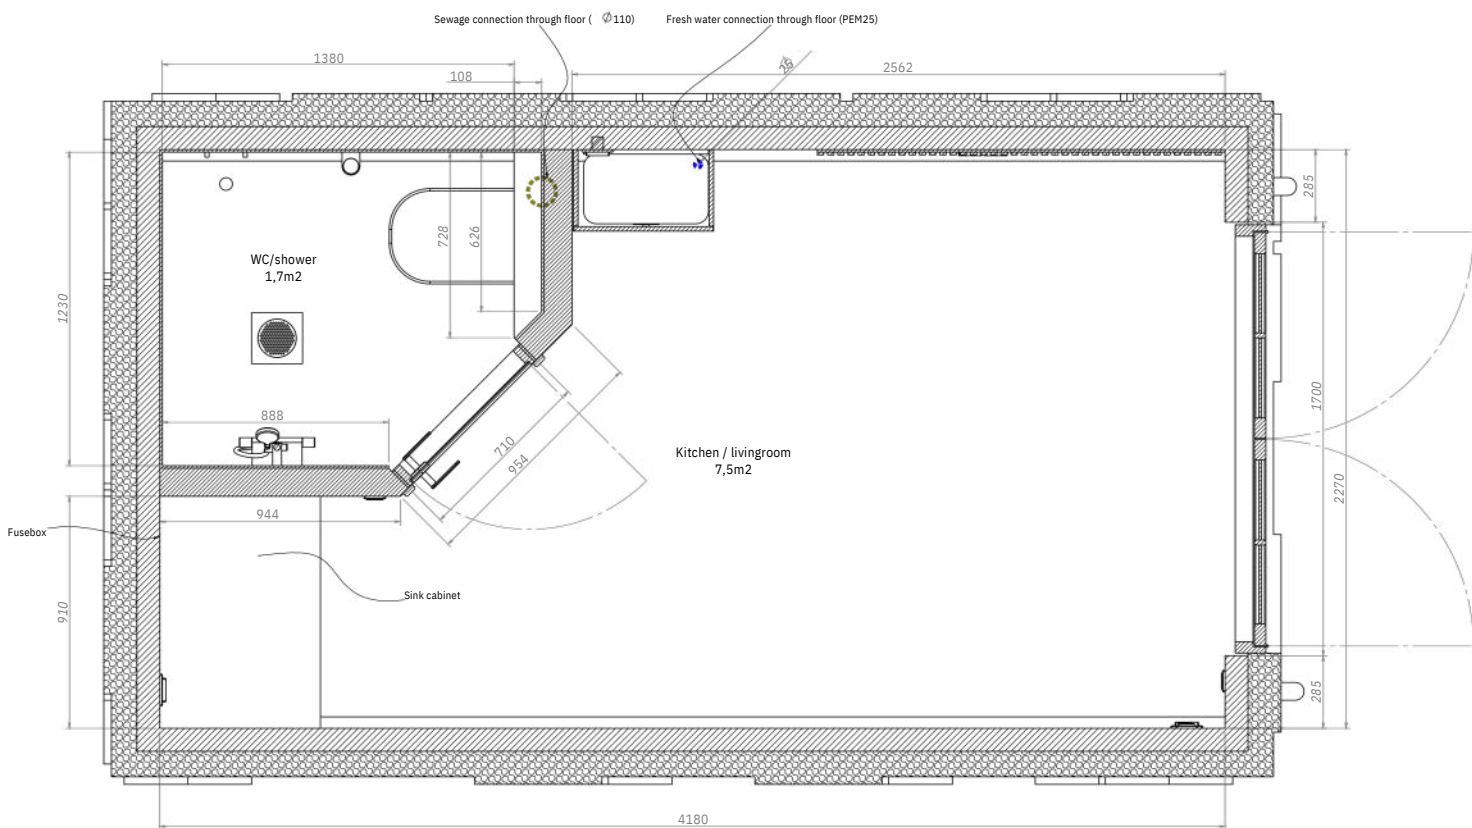 Sewage connection through floor ( ∅110)
Fresh water connection through floor (PEM25)
1380
108
2562
285
728
626
WC/shower
1,7m2
1230
888
710
954
Kitchen / livingroom
7,5m2
1700
2270
944
Fusebox
Sink cabinet
910
285
4180